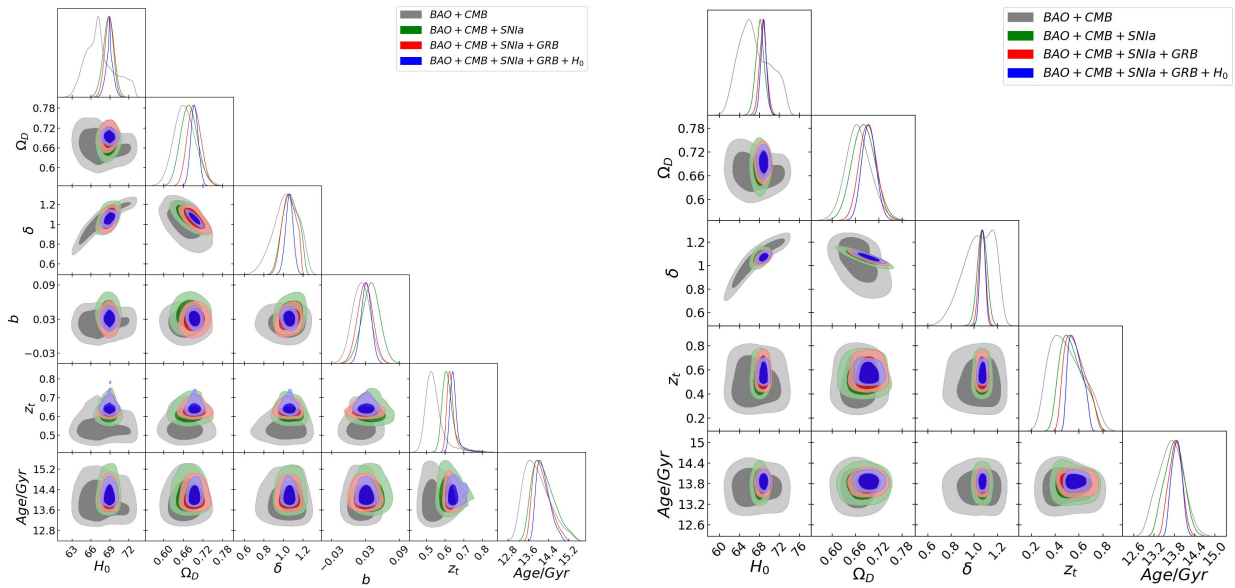 BAO + CMB
BAO + CMB + SNIa
BAO + CMB + SNIa + GRB
BAO + CMB + SNIa + GRB + H₀
0.78
0.72
0.66
0.6
Ω_D
1.2
1
0.8
0.6
δ
0.09
0.03
−0.03
b
0.8
0.7
0.6
0.5
z_t
15.2
14.4
13.6
12.8
Age/Gyr
63 66 69 72
0.66 0.72 0.78
0.6 0.8 1.0 1.2
−0.03 0.03 0.09
0.5 0.6 0.7 0.8
12.8 13.6 14.4 15.2
H₀ Ω_D δ b z_t Age/Gyr
BAO + CMB
BAO + CMB + SNIa
BAO + CMB + SNIa + GRB
BAO + CMB + SNIa + GRB + H₀
0.78
0.72
0.66
0.6
Ω_D
1.2
1
0.8
0.6
δ
0.8
0.6
0.4
0.2
z_t
15
14.4
13.8
13.2
12.6
Age/Gyr
60 64 68 72 76
0.6 0.66 0.72 0.78
0.6 0.8 1.0 1.2
0.2 0.4 0.6 0.8
12.6 13.2 13.8 14.4 15.0
H₀ Ω_D δ z_t Age/Gyr